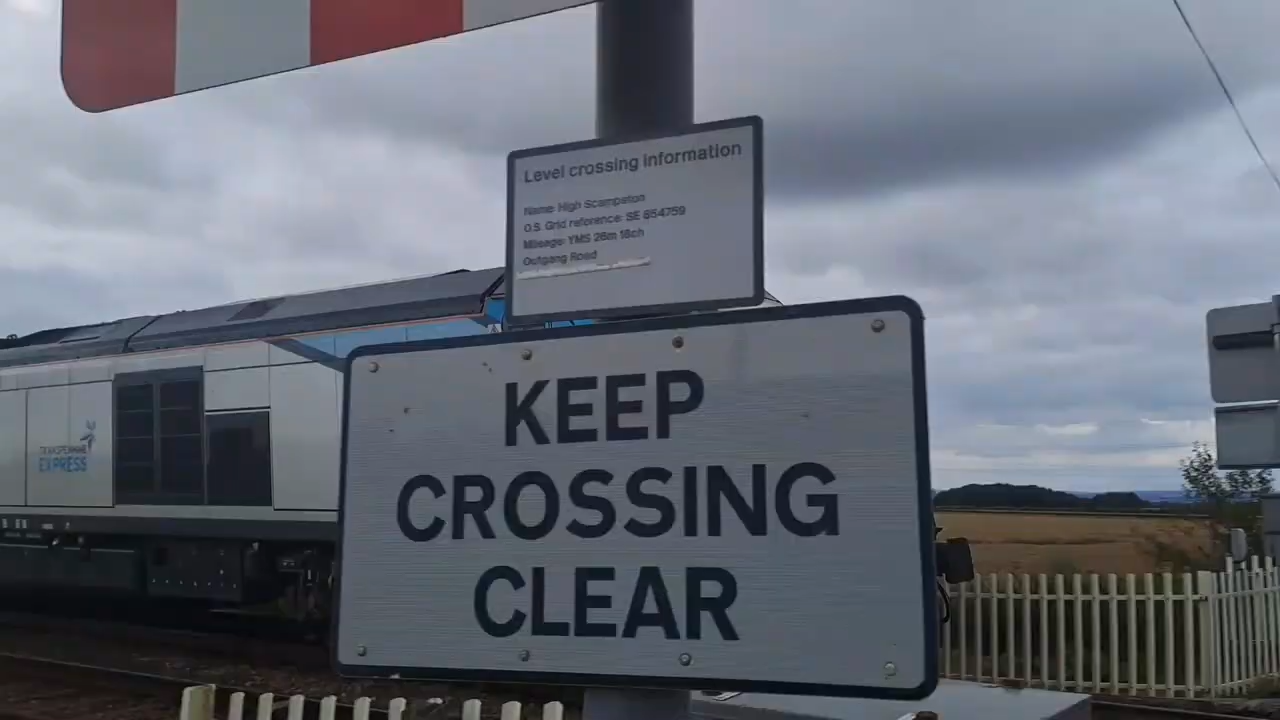 Level crossing information
Name: High Scampston
O.S. Grid reference: SE 854759
Mileage: YMS 26m 18ch
Outgang Road
KEEP
CROSSING
CLEAR
TRANSPENNINE
EXPRESS